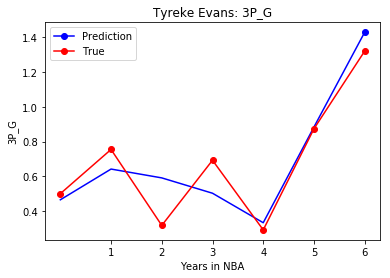 Tyreke Evans: 3P_G
Prediction
True
3P_G
1.4
1.2
1.0
0.8
0.6
0.4
1 2 3 4 5 6
Years in NBA